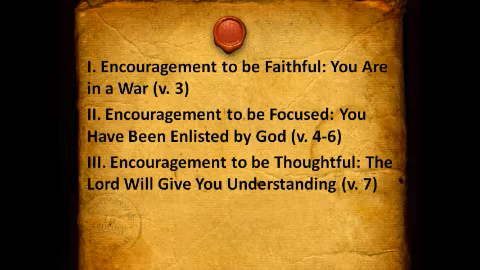 I. Encouragement to be Faithful: You Are
in a War (v. 3)
II. Encouragement to be Focused: You
Have Been Enlisted by God (v. 4-6)
III. Encouragement to be Thoughtful: The
Lord Will Give You Understanding (v. 7)